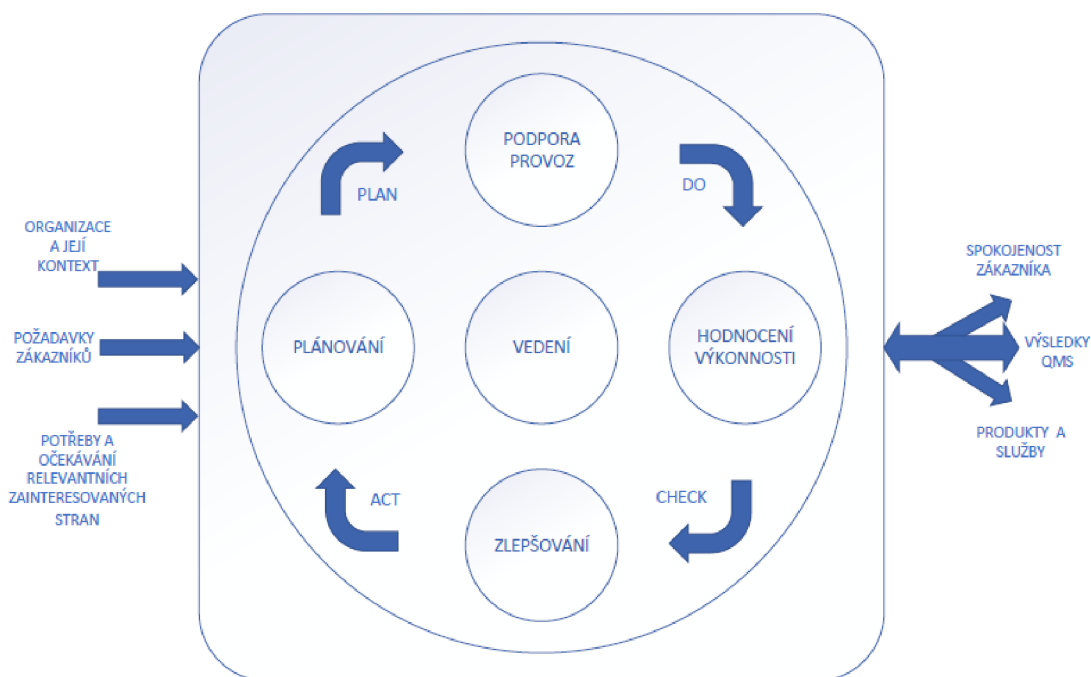 ORGANIZACE
A JEJÍ
KONTEXT
POŽADAVKY
ZÁKAZNÍKŮ
POTŘEBY A
OČEKÁVÁNÍ
RELEVANTNÍCH
ZAINTERESOVANÝCH
STRAN
PODPORA
PROVOZ
PLAN
DO
PLÁNOVÁNÍ
VEDENÍ
HODNOCENÍ
VÝKONNOSTI
ACT
CHECK
ZLEPŠOVÁNÍ
SPOKOJENOST
ZÁKAZNÍKA
VÝSLEDKY
QMS
PRODUKTY A
SLUŽBY